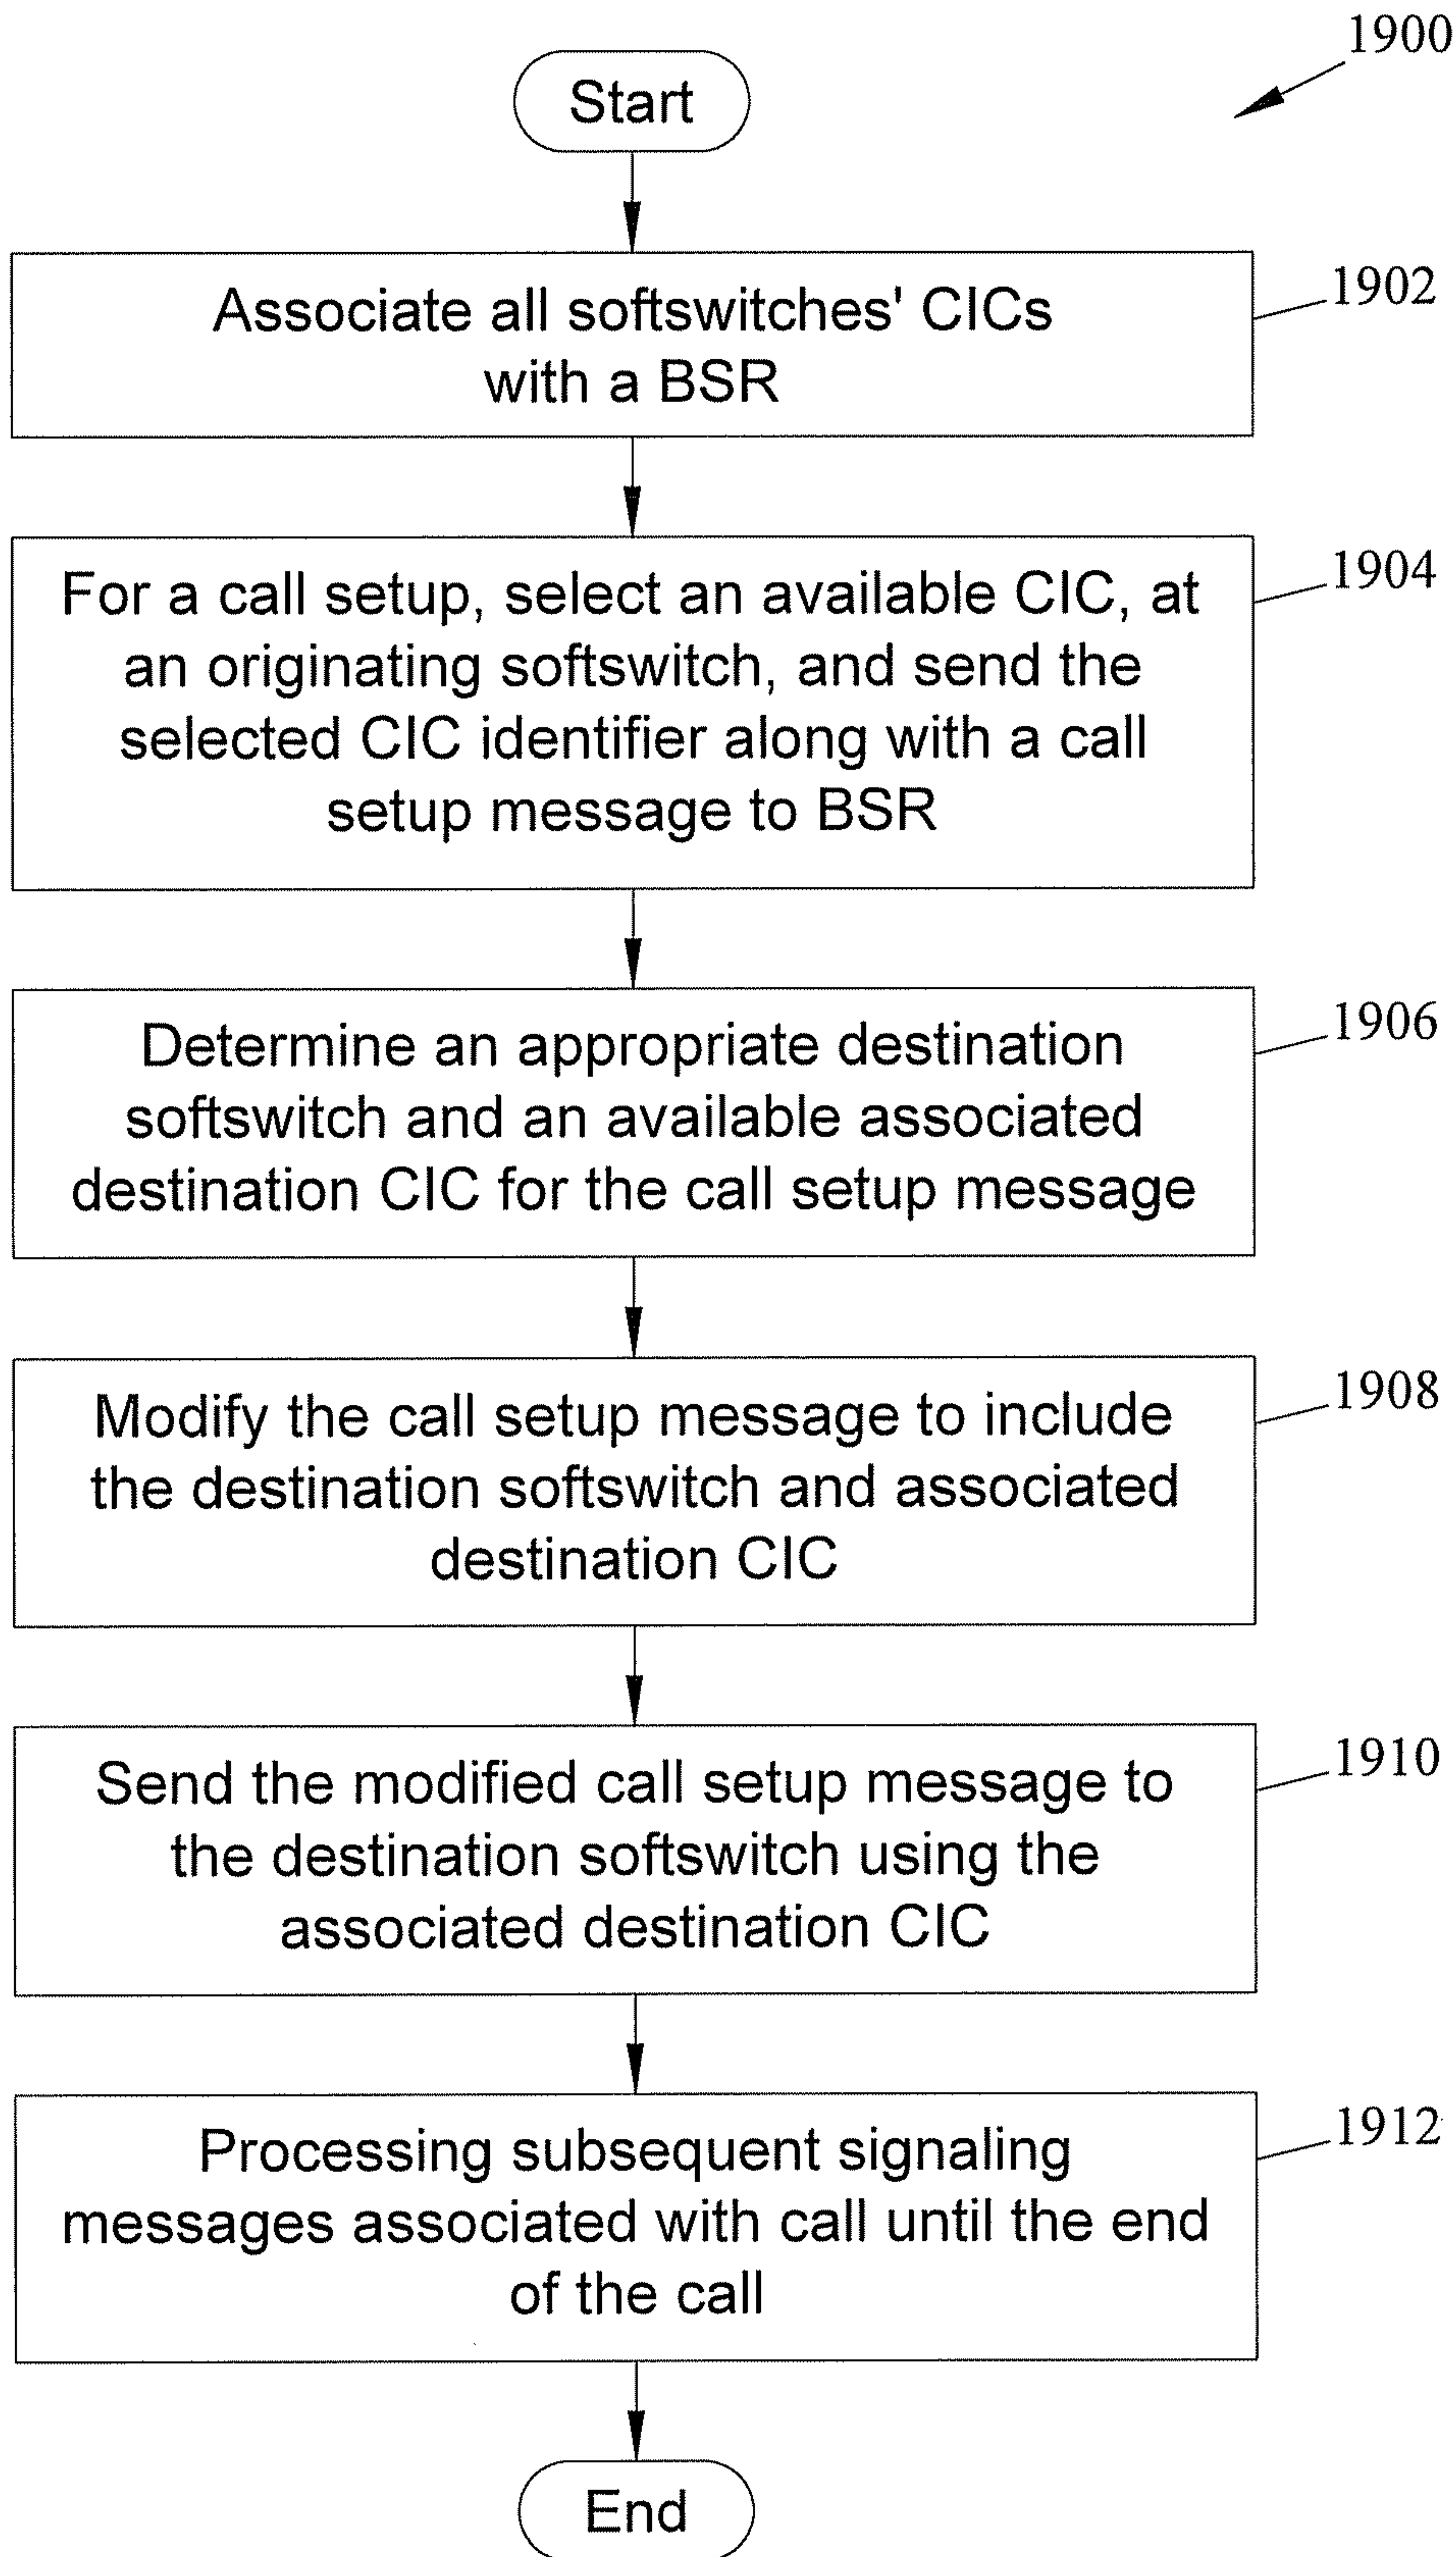 1900
Start
Associate all softswitches' CICs
with a BSR
1902
For a call setup, select an available CIC, at
an originating softswitch, and send the
selected CIC identifier along with a call
setup message to BSR
1904
Determine an appropriate destination
softswitch and an available associated
destination CIC for the call setup message
1906
Modify the call setup message to include
the destination softswitch and associated
destination CIC
1908
Send the modified call setup message to
the destination softswitch using the
associated destination CIC
1910
Processing subsequent signaling
messages associated with call until the end
of the call
1912
End